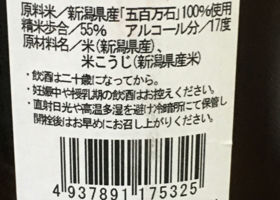 原料米／新潟県産「五百万石」100%使用
精米歩合／55%　アルコール分／17度
原材料名／米（新潟県産）、
米こうじ（新潟県産米）
・飲酒は二十歳になってから。
・妊娠中や授乳期の飲酒はお控えください。
・直射日光や高温多湿を避け冷暗所にて保管し
開栓後はお早めにお召し上がりください。
4 937891 175325